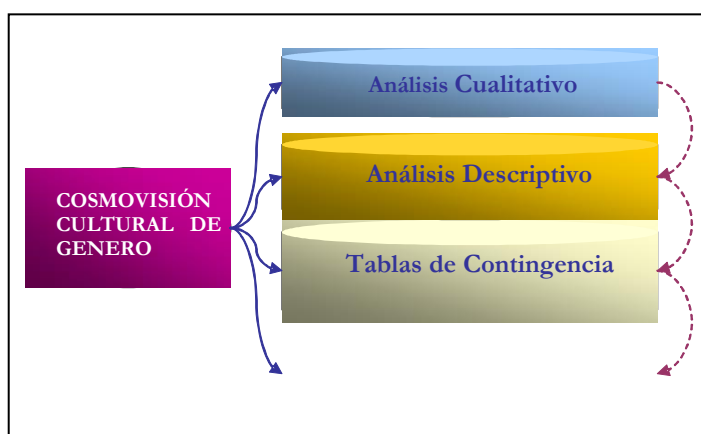 Análisis Cualitativo
Análisis Descriptivo
COSMOVISIÓN
CULTURAL DE
GENERO
Tablas de Contingencia